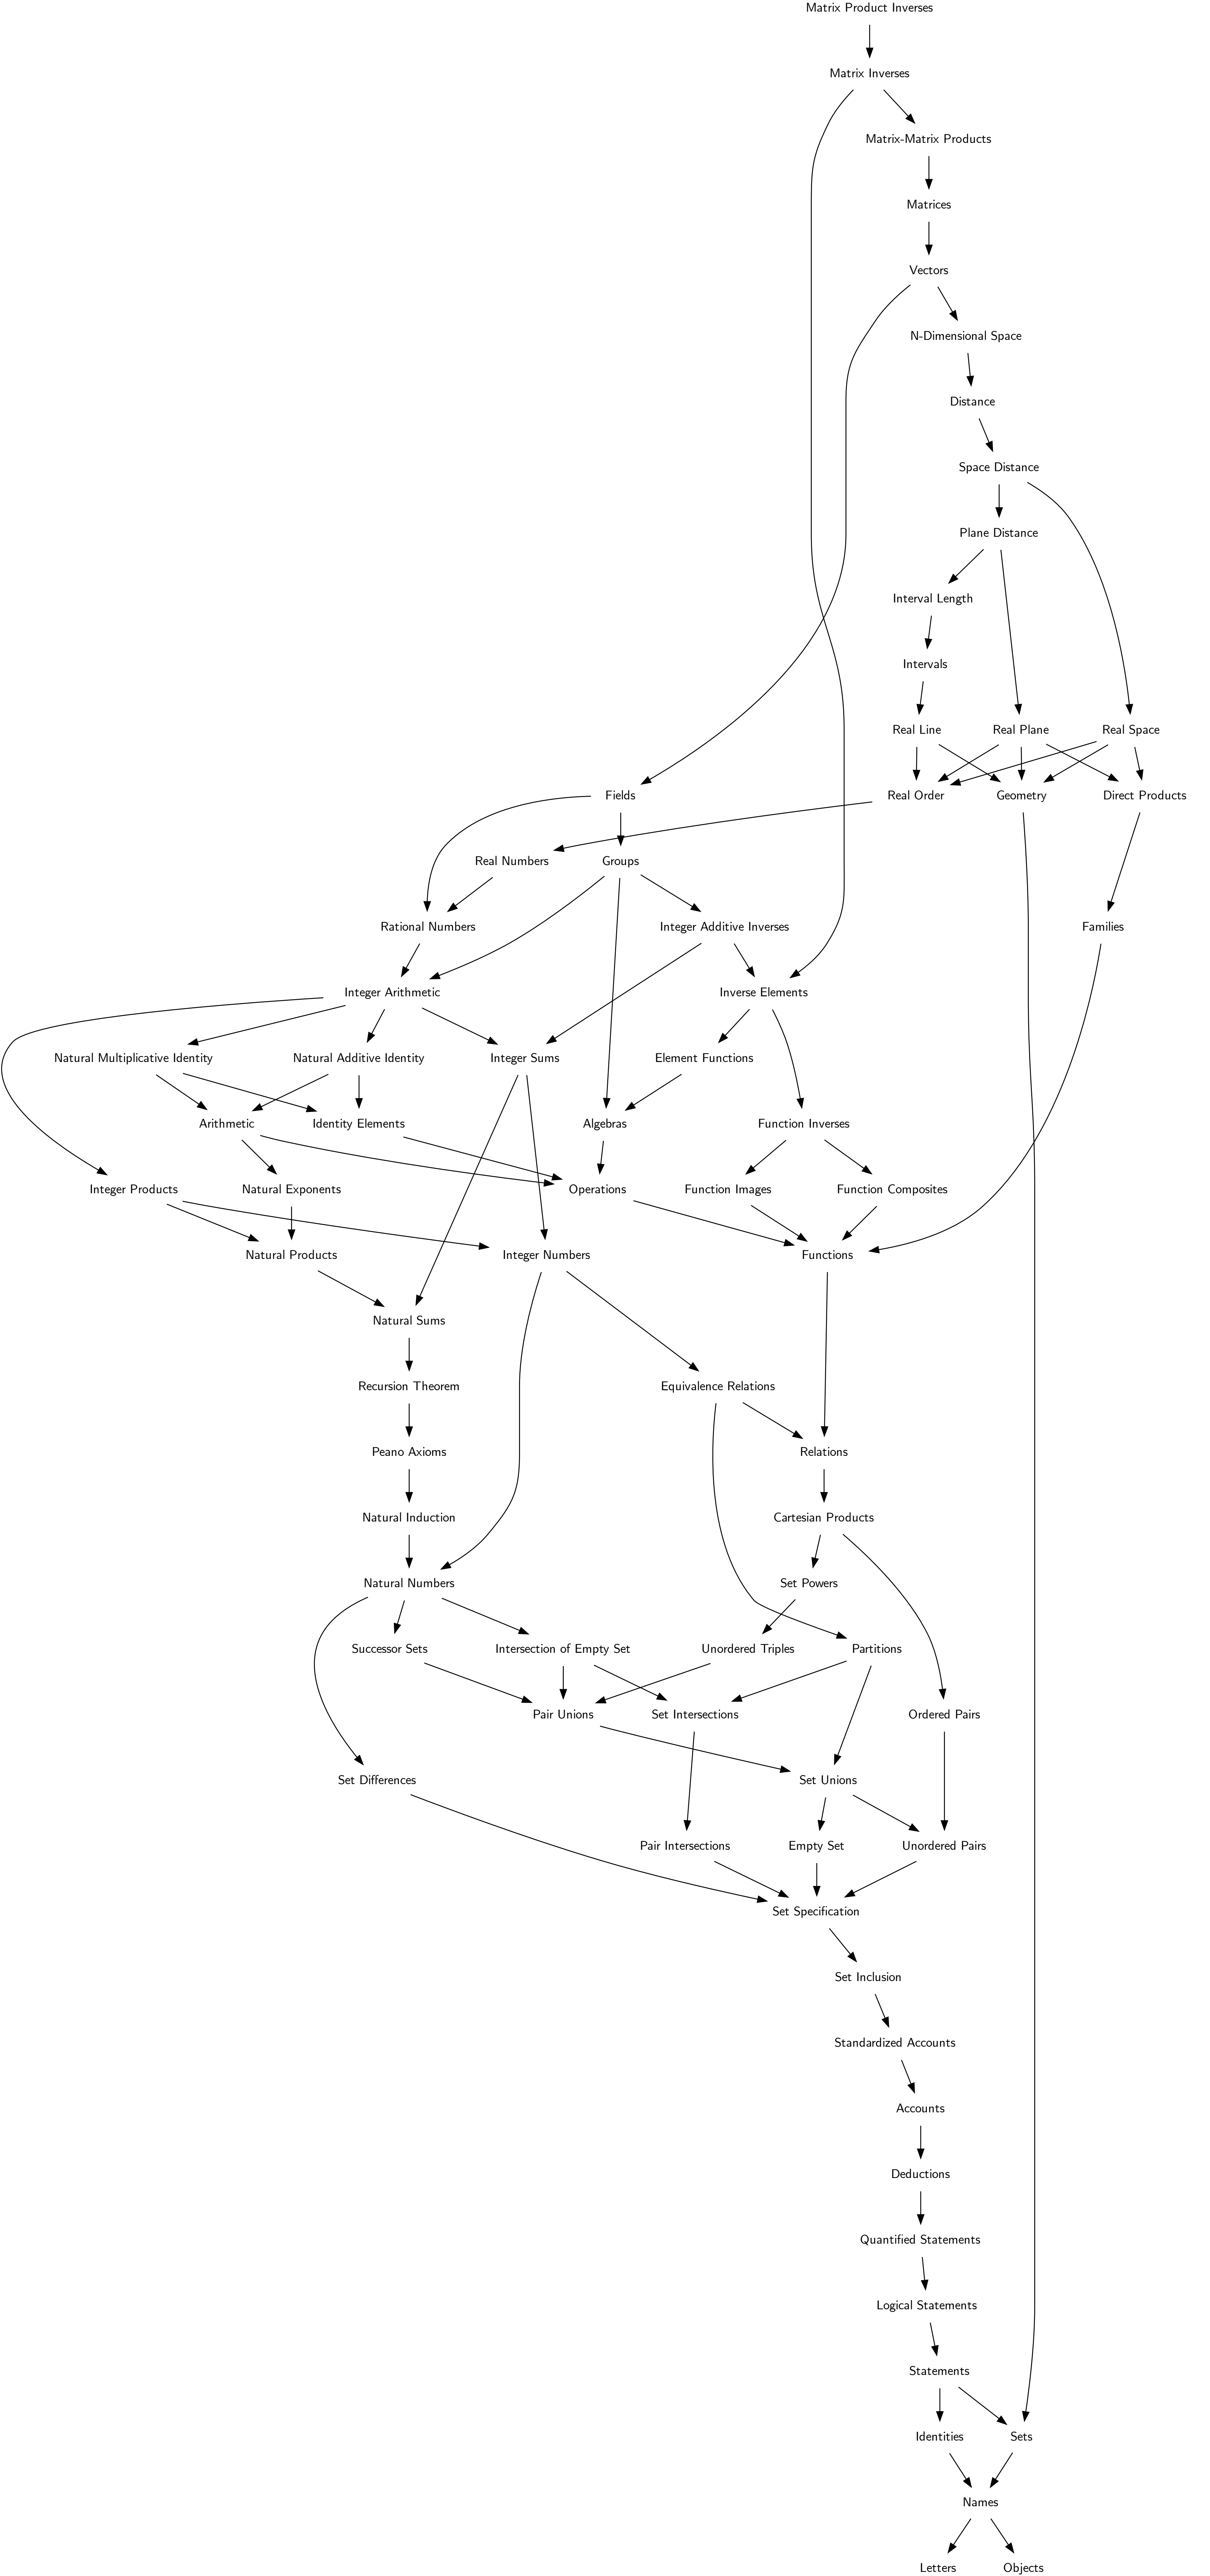 Matrix Product Inverses
Matrix Inverses
Matrix-Matrix Products
Matrices
Vectors
N-Dimensional Space
Distance
Space Distance
Plane Distance
Interval Length
Intervals
Real Line
Real Plane
Real Space
Fields
Real Order
Geometry
Direct Products
Real Numbers
Groups
Rational Numbers
Integer Additive Inverses
Families
Integer Arithmetic
Inverse Elements
Natural Multiplicative Identity
Natural Additive Identity
Integer Sums
Element Functions
Arithmetic
Identity Elements
Algebras
Function Inverses
Integer Products
Natural Exponents
Operations
Function Images
Function Composites
Natural Products
Integer Numbers
Functions
Natural Sums
Recursion Theorem
Equivalence Relations
Peano Axioms
Relations
Natural Induction
Cartesian Products
Natural Numbers
Set Powers
Successor Sets
Intersection of Empty Set
Unordered Triples
Partitions
Pair Unions
Set Intersections
Ordered Pairs
Set Differences
Set Unions
Pair Intersections
Empty Set
Unordered Pairs
Set Specification
Set Inclusion
Standardized Accounts
Accounts
Deductions
Quantified Statements
Logical Statements
Statements
Identities
Sets
Names
Letters
Objects